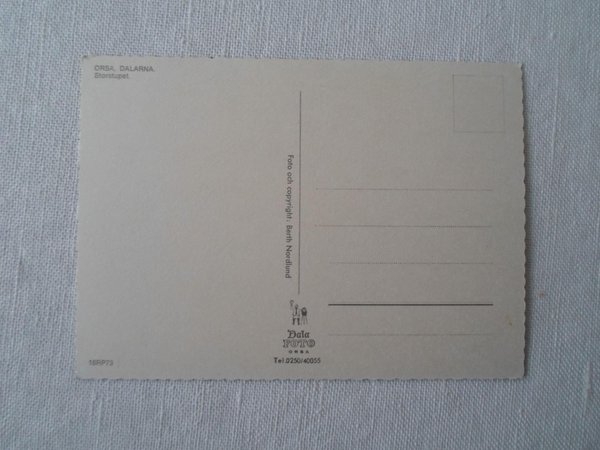 ORSA, DALARNA.
Storstupet.
Foto och copyright: Berth Nordlund
Dala
FOTO
ORSA
Tel.0250/40055
16RP73